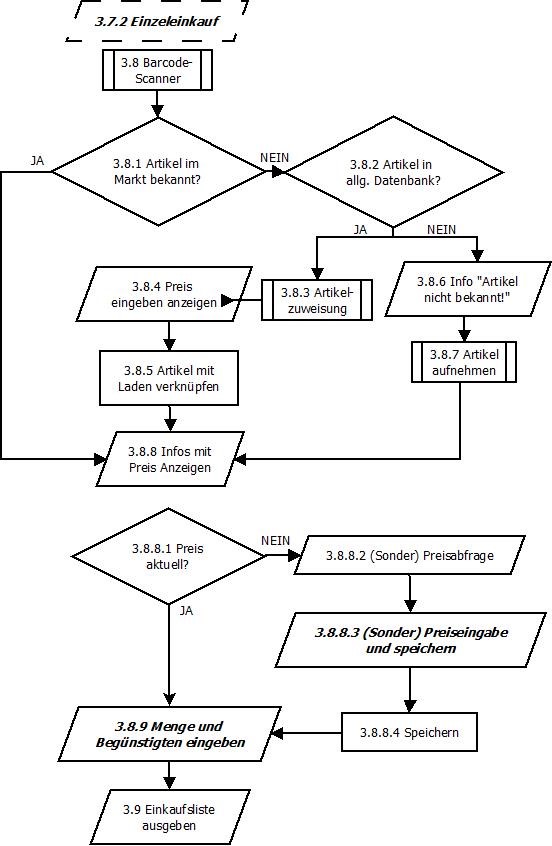 3.7.2 Einzeleinkauf
3.8 Barcode-
Scanner
JA
3.8.1 Artikel im
Markt bekannt?
NEIN
3.8.2 Artikel in
allg. Datenbank?
JA
NEIN
3.8.4 Preis
eingeben anzeigen
3.8.3 Artikel-
zuweisung
3.8.6 Info "Artikel
nicht bekannt!"
3.8.5 Artikel mit
Laden verknüpfen
3.8.7 Artikel
aufnehmen
3.8.8 Infos mit
Preis Anzeigen
3.8.8.1 Preis
aktuell?
NEIN
3.8.8.2 (Sonder) Preisabfrage
JA
3.8.8.3 (Sonder) Preiseingabe
und speichern
3.8.9 Menge und
Begünstigten eingeben
3.8.8.4 Speichern
3.9 Einkaufsliste
ausgeben